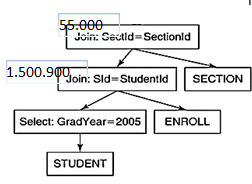 55.000
Join: SectId=SectionId
1.500.900
Join: SId=StudentId
SECTION
Select: GradYear=2005
ENROLL
STUDENT